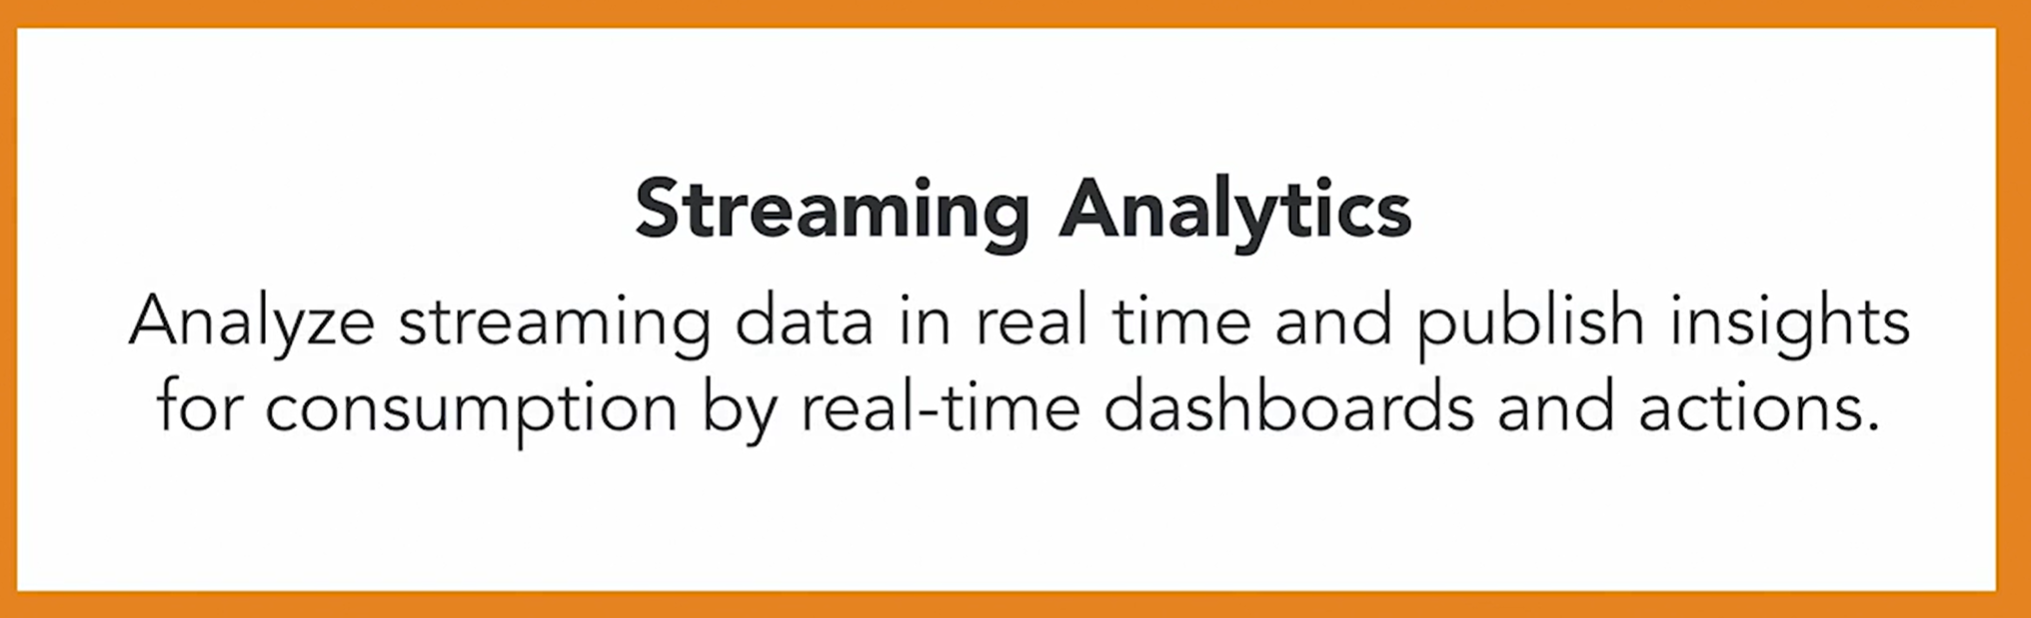 Streaming Analytics
Analyze streaming data in real time and publish insights
for consumption by real-time dashboards and actions.